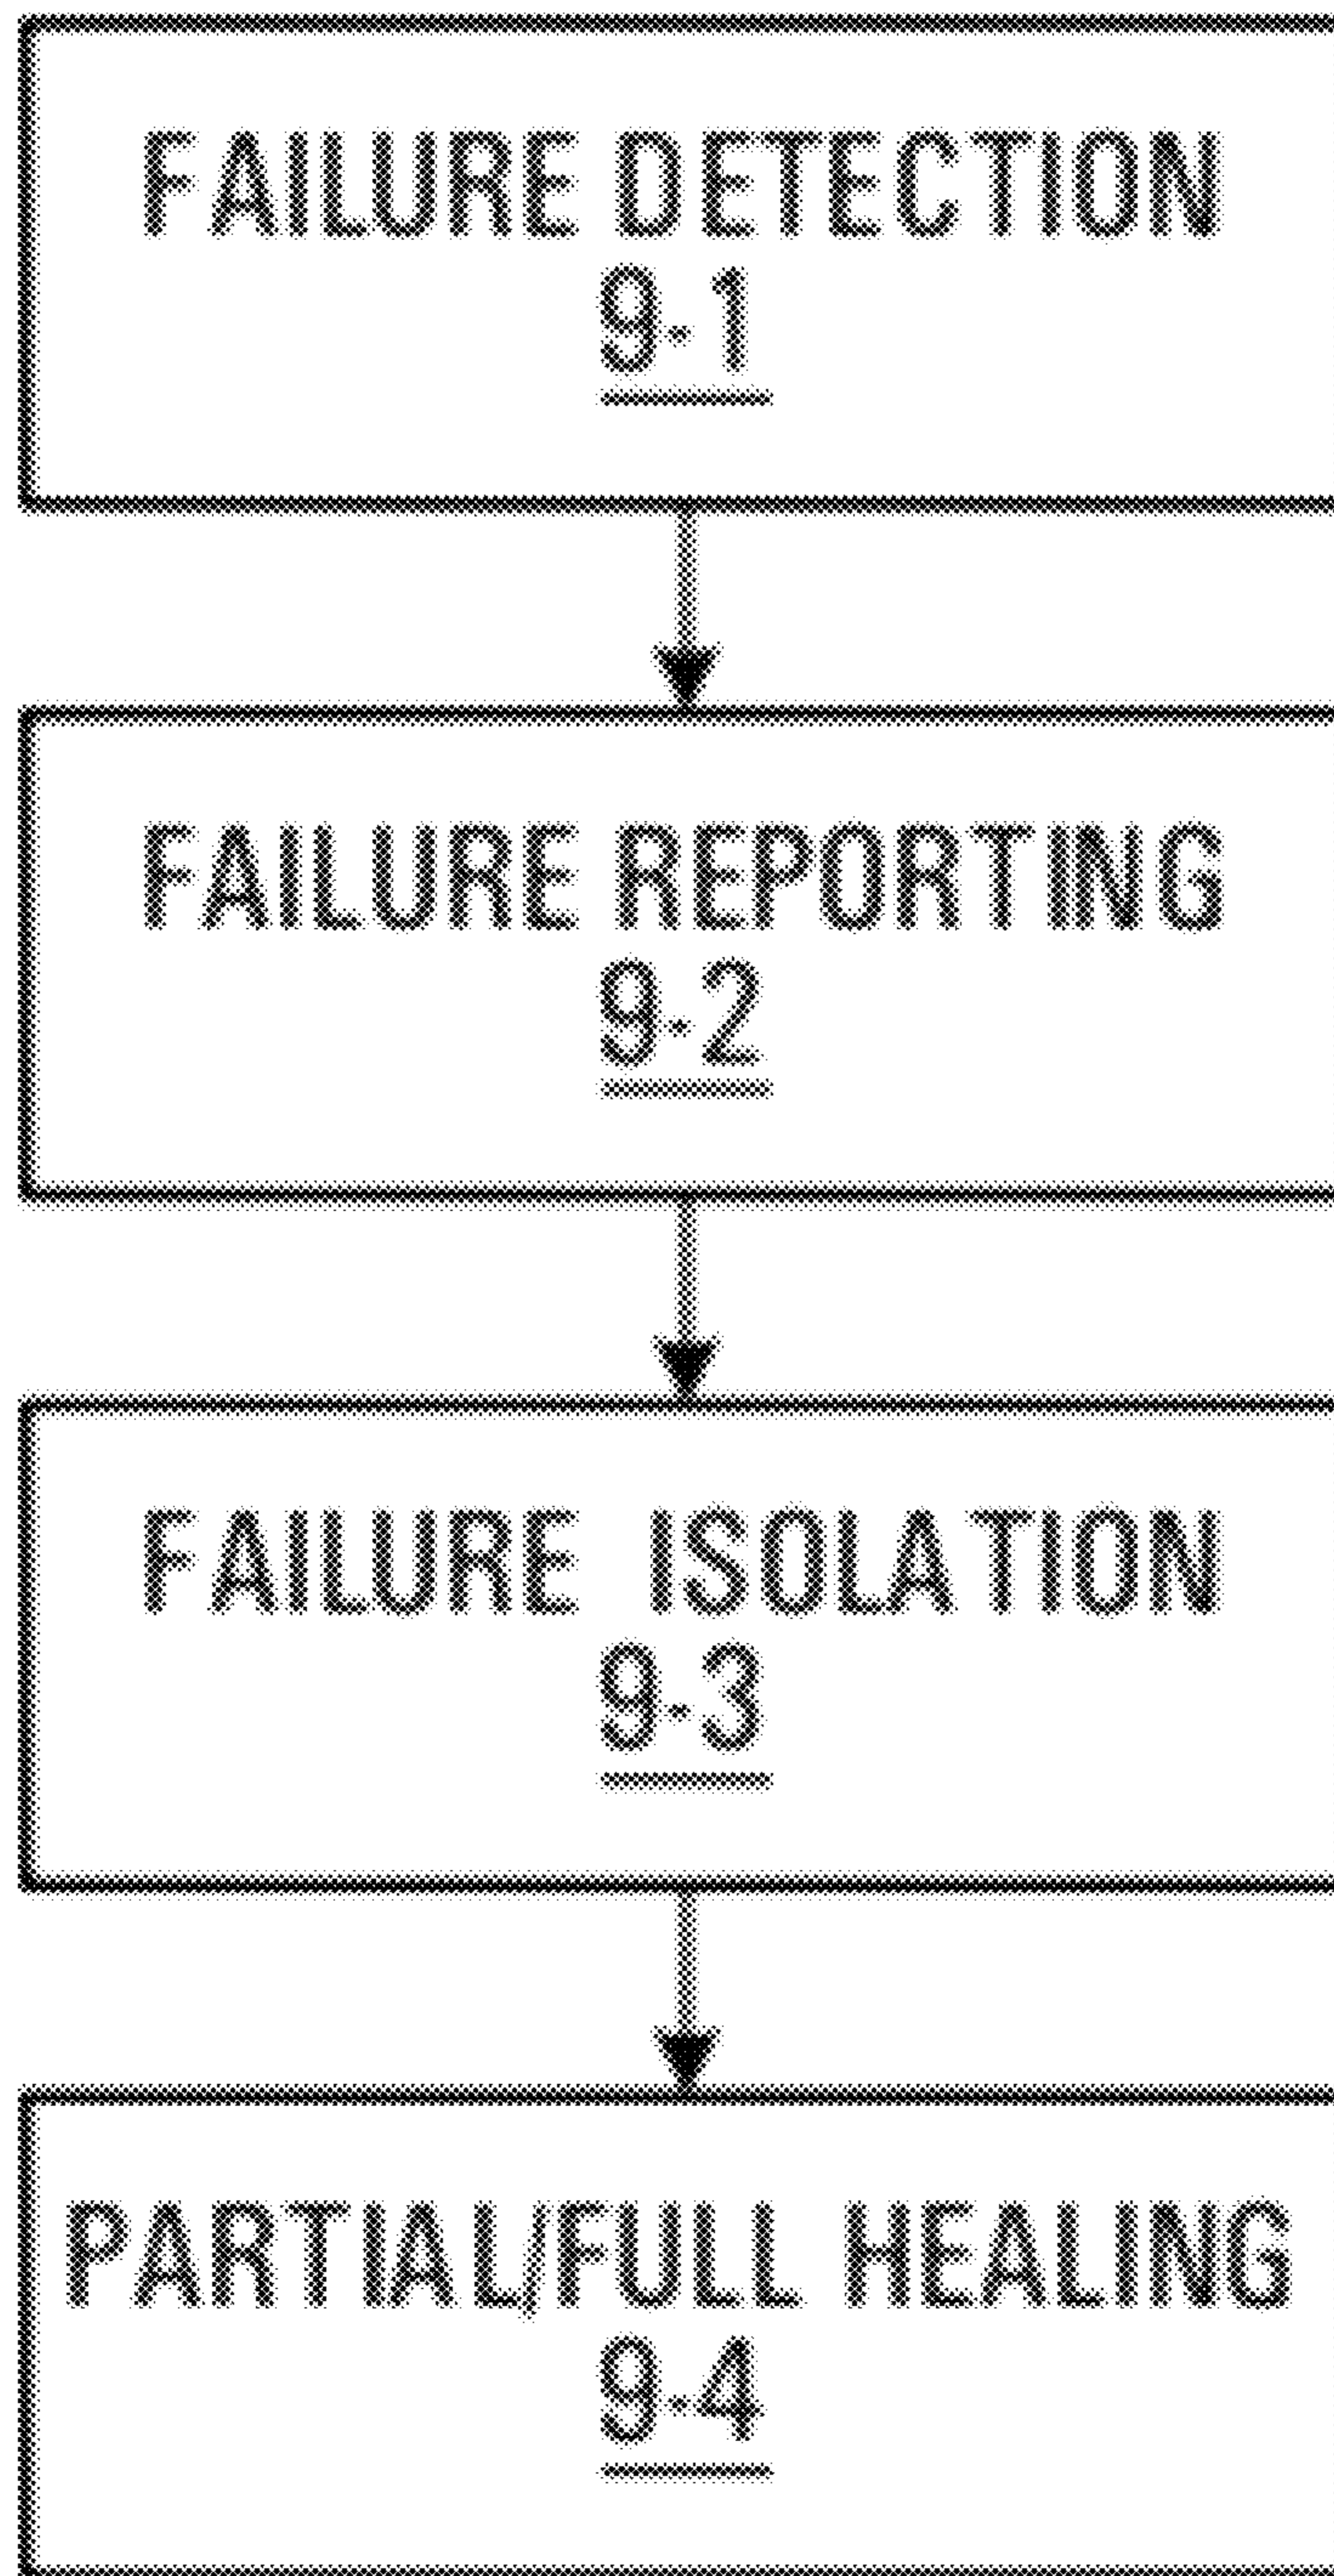 FAILURE DETECTION
9-1
FAILURE REPORTING
9-2
FAILURE ISOLATION
9-3
PARTIAL/FULL HEALING
9-4